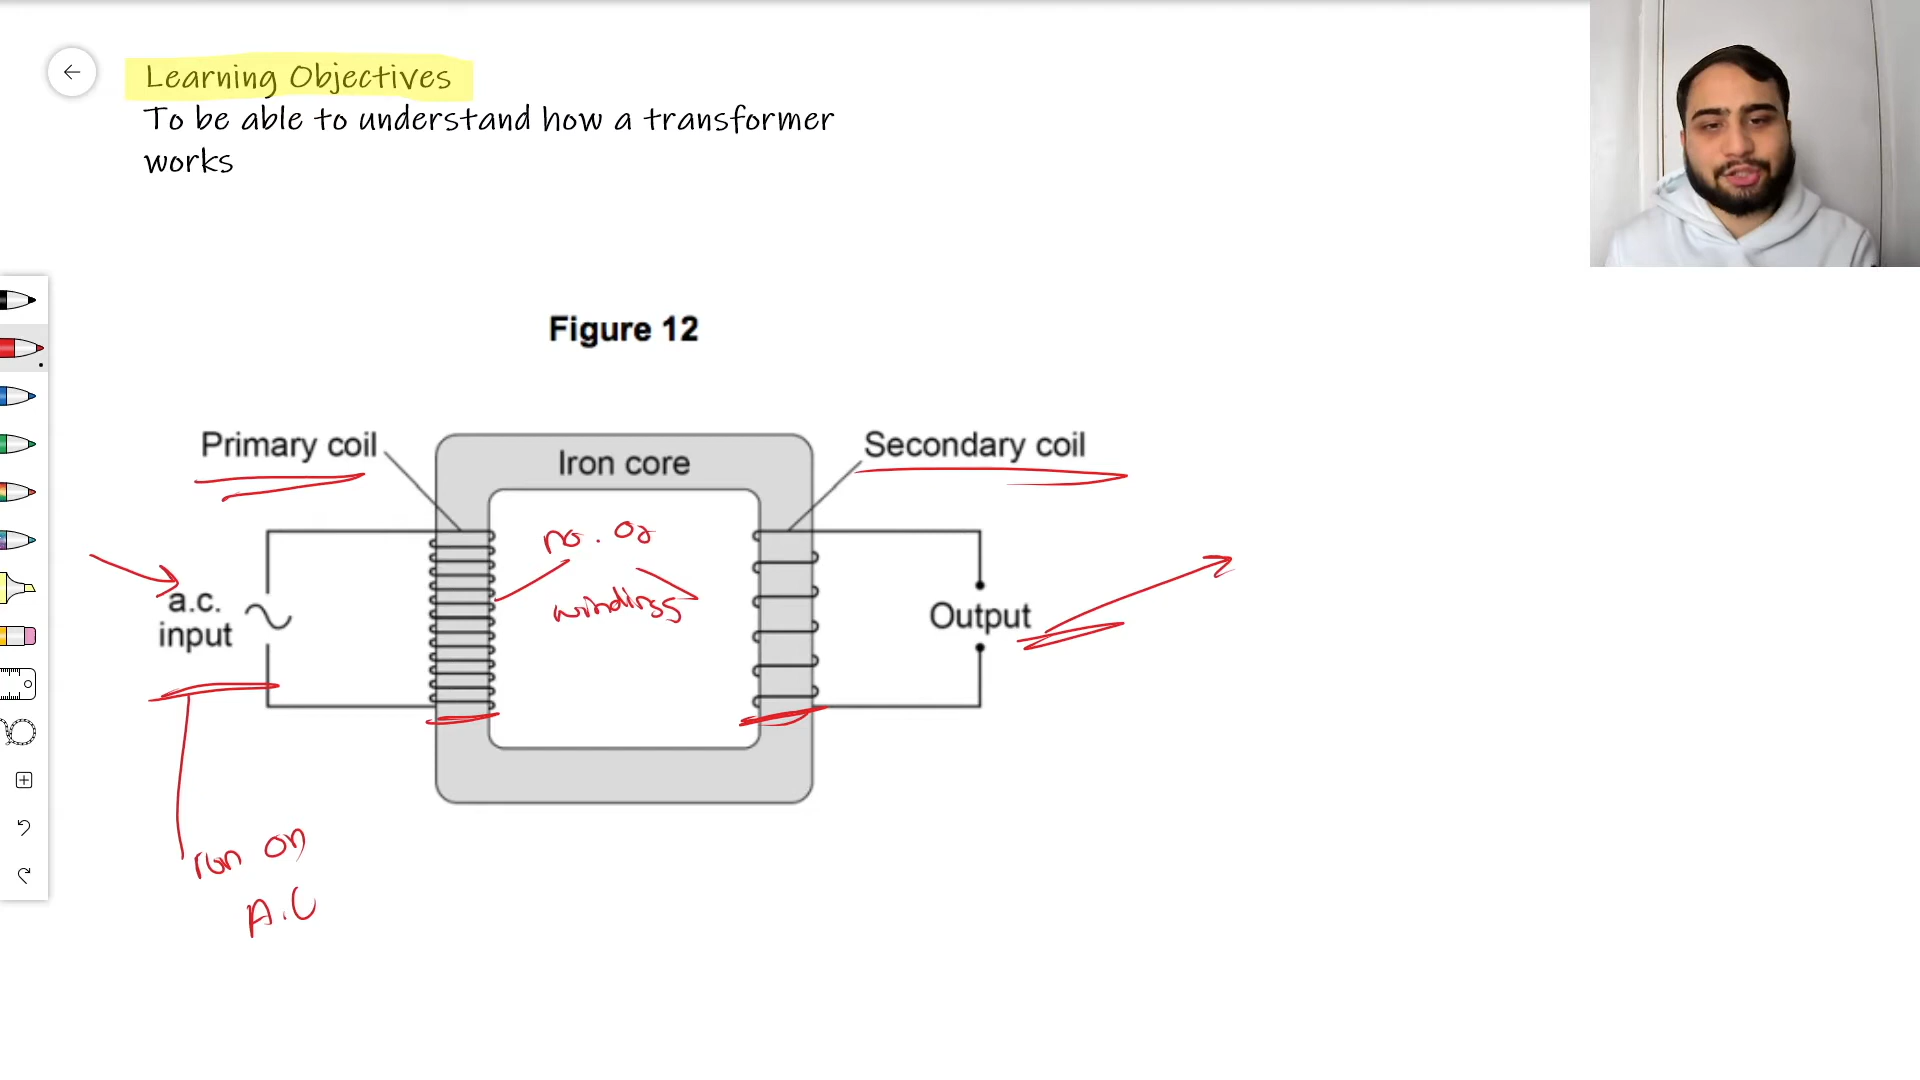 Learning Objectives
To be able to understand how a transformer
works
Figure 12
Primary coil
Iron core
Secondary coil
no. of
windings
a.c.
input
Output
run on
A.C